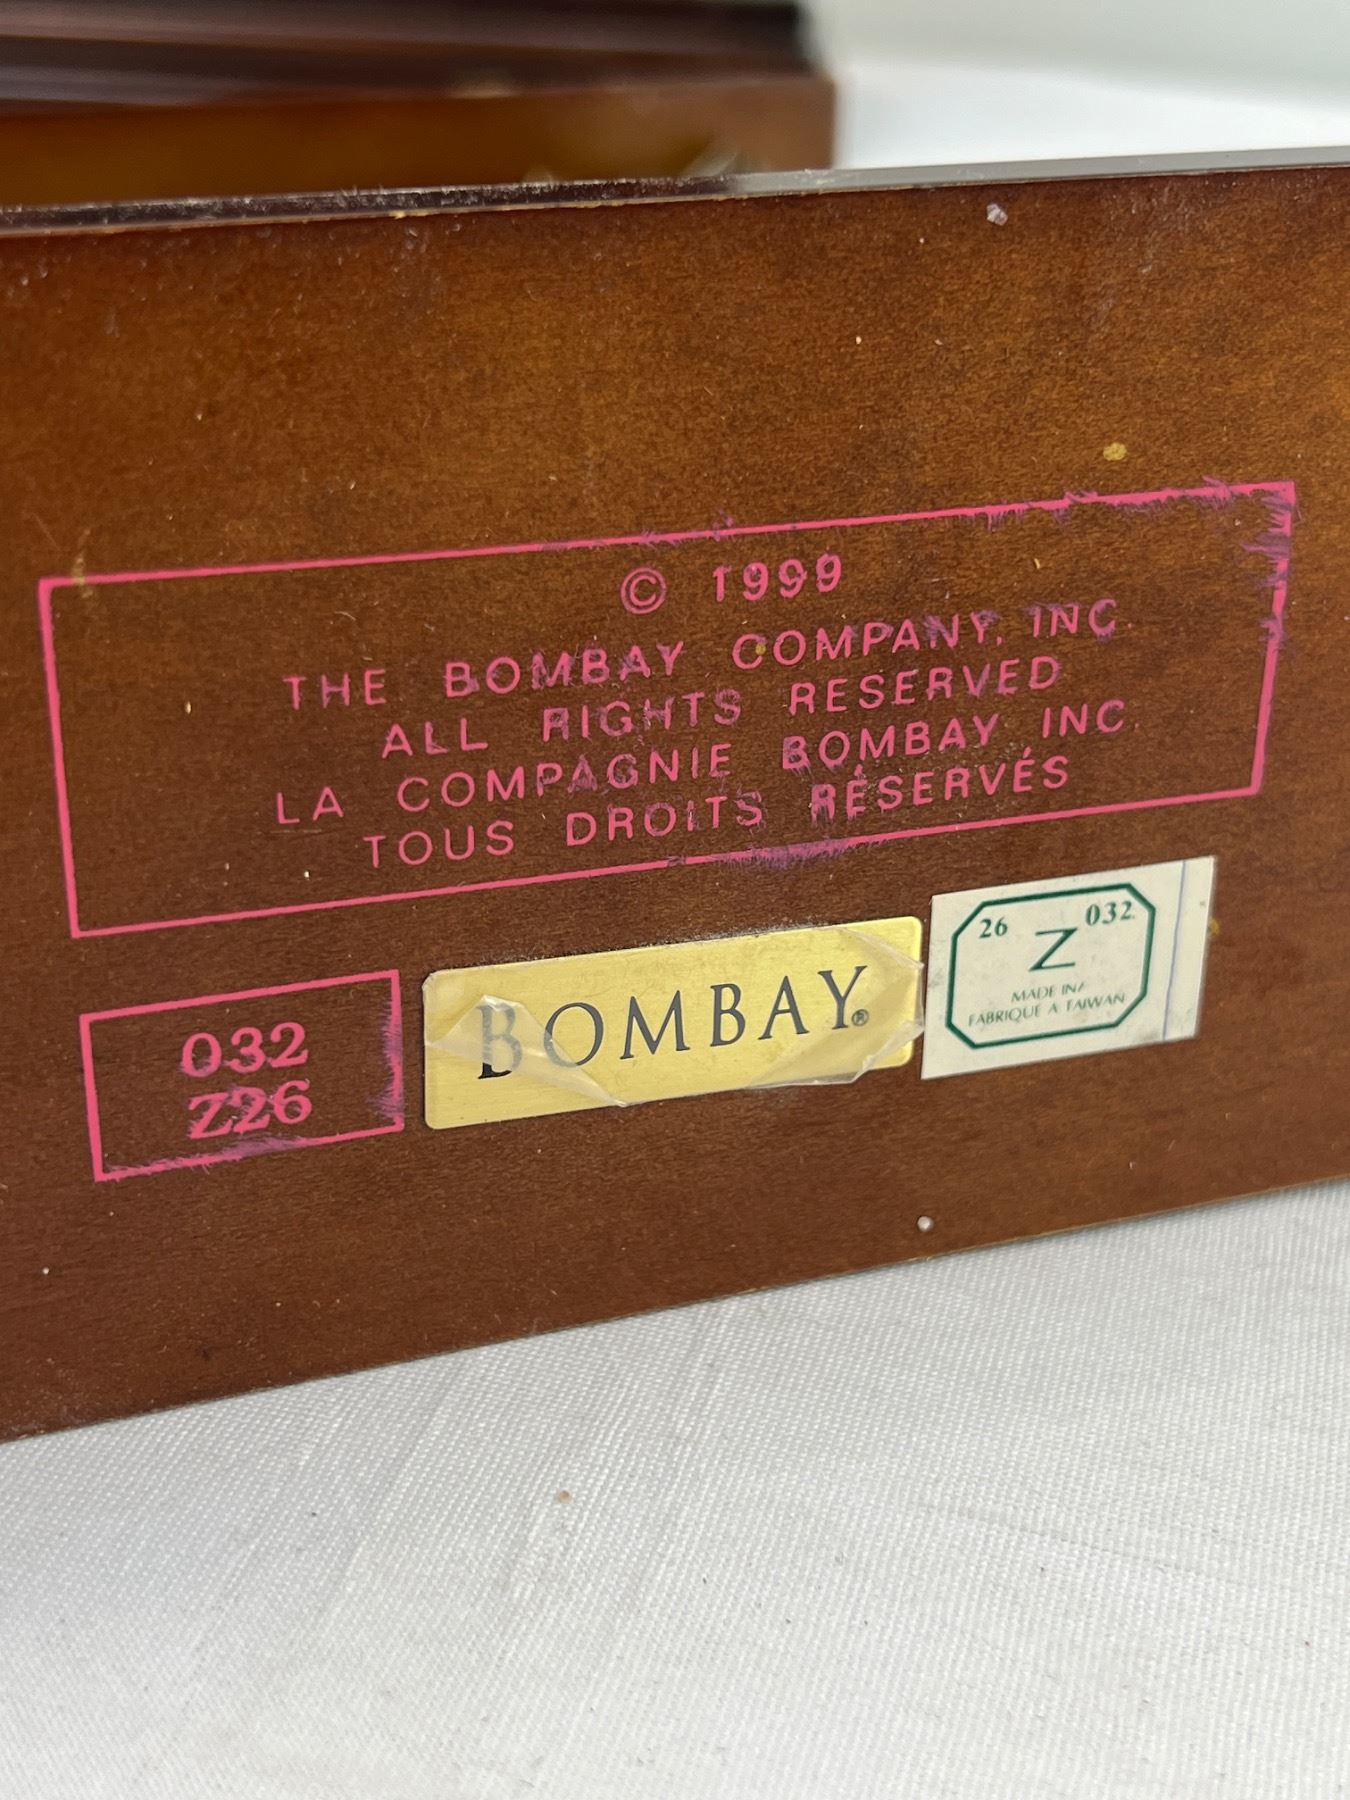 © 1999
THE BOMBAY COMPANY, INC.
ALL RIGHTS RESERVED
LA COMPAGNIE BOMBAY INC.
TOUS DROITS RÉSERVÉS
032
Z26
BOMBAY®
26 032
Z
MADE IN/
FABRIQUÉ A TAIWAN